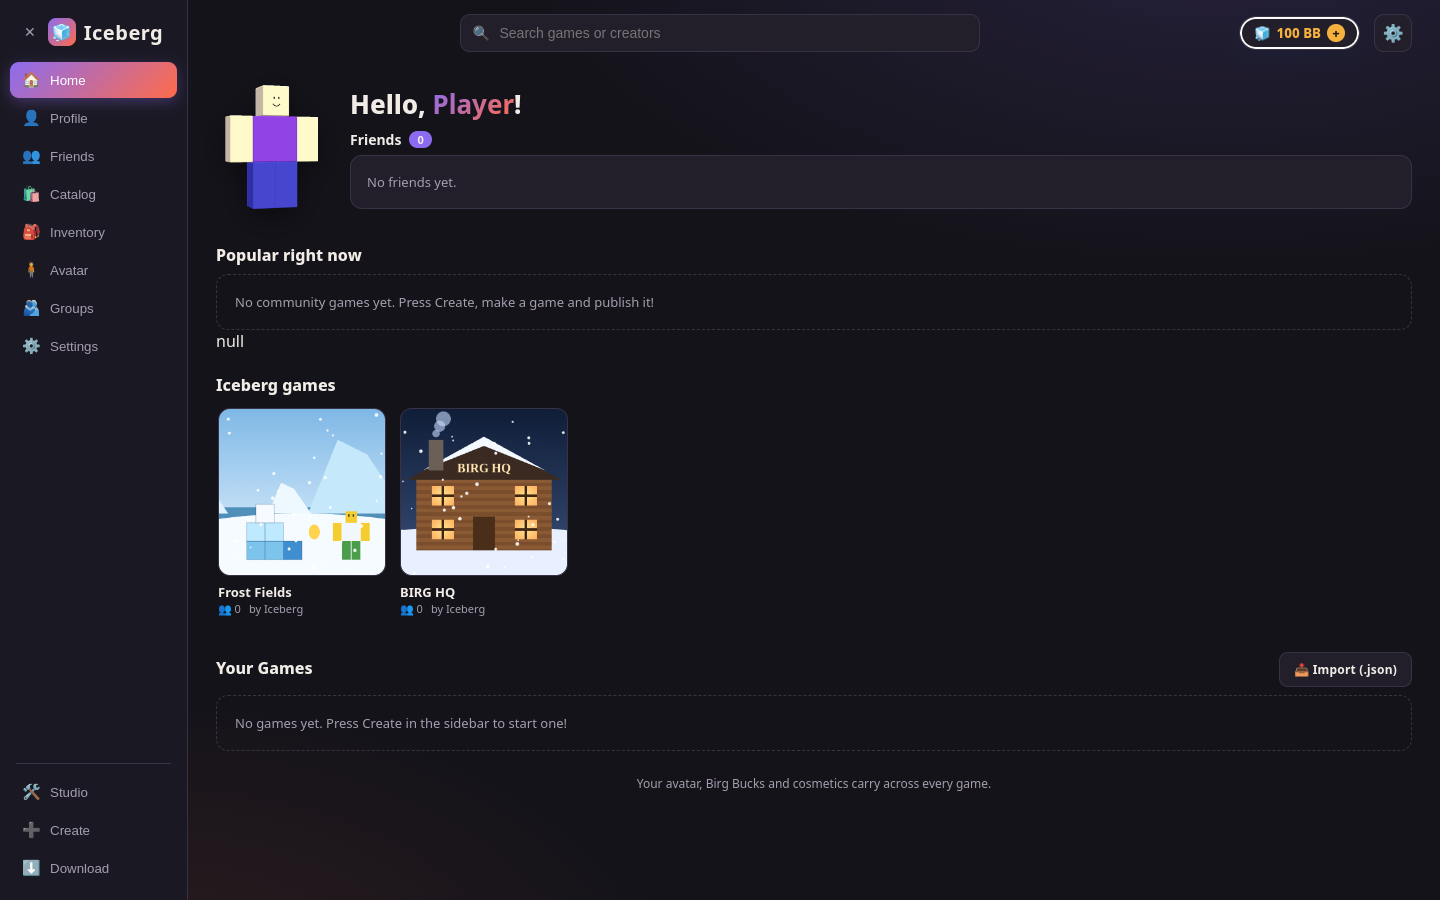 ✕ Iceberg
Home
Profile
Friends
Catalog
Inventory
Avatar
Groups
Settings
Studio
Create
Download
Search games or creators
100 BB +
Hello, Player!
Friends 0
No friends yet.
Popular right now
No community games yet. Press Create, make a game and publish it!
null
Iceberg games
BIRG HQ
Frost Fields
0 by Iceberg
BIRG HQ
0 by Iceberg
Your Games
Import (.json)
No games yet. Press Create in the sidebar to start one!
Your avatar, Birg Bucks and cosmetics carry across every game.